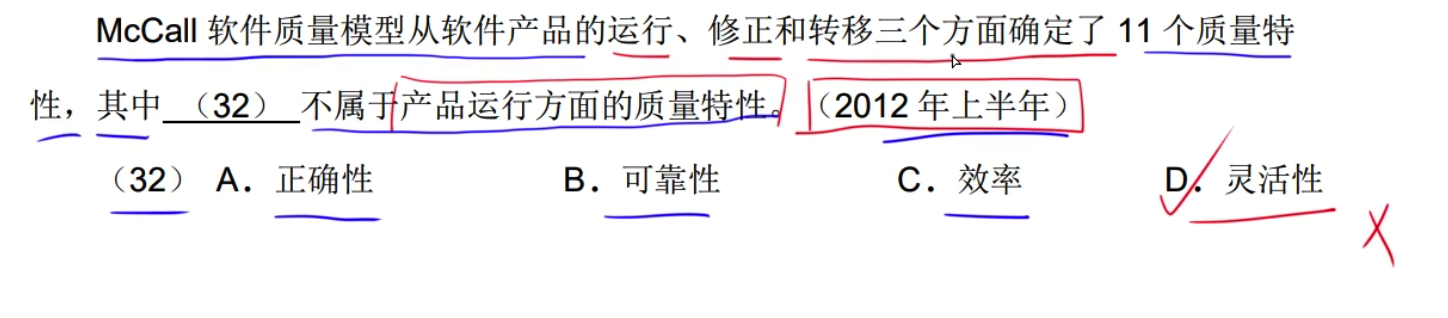 McCall 软件质量模型从软件产品的运行、修正和转移三个方面确定了 11 个质量特
性，其中 （32） 不属于产品运行方面的质量特性。（2012 年上半年）
（32） A．正确性 B．可靠性 C．效率 D．灵活性